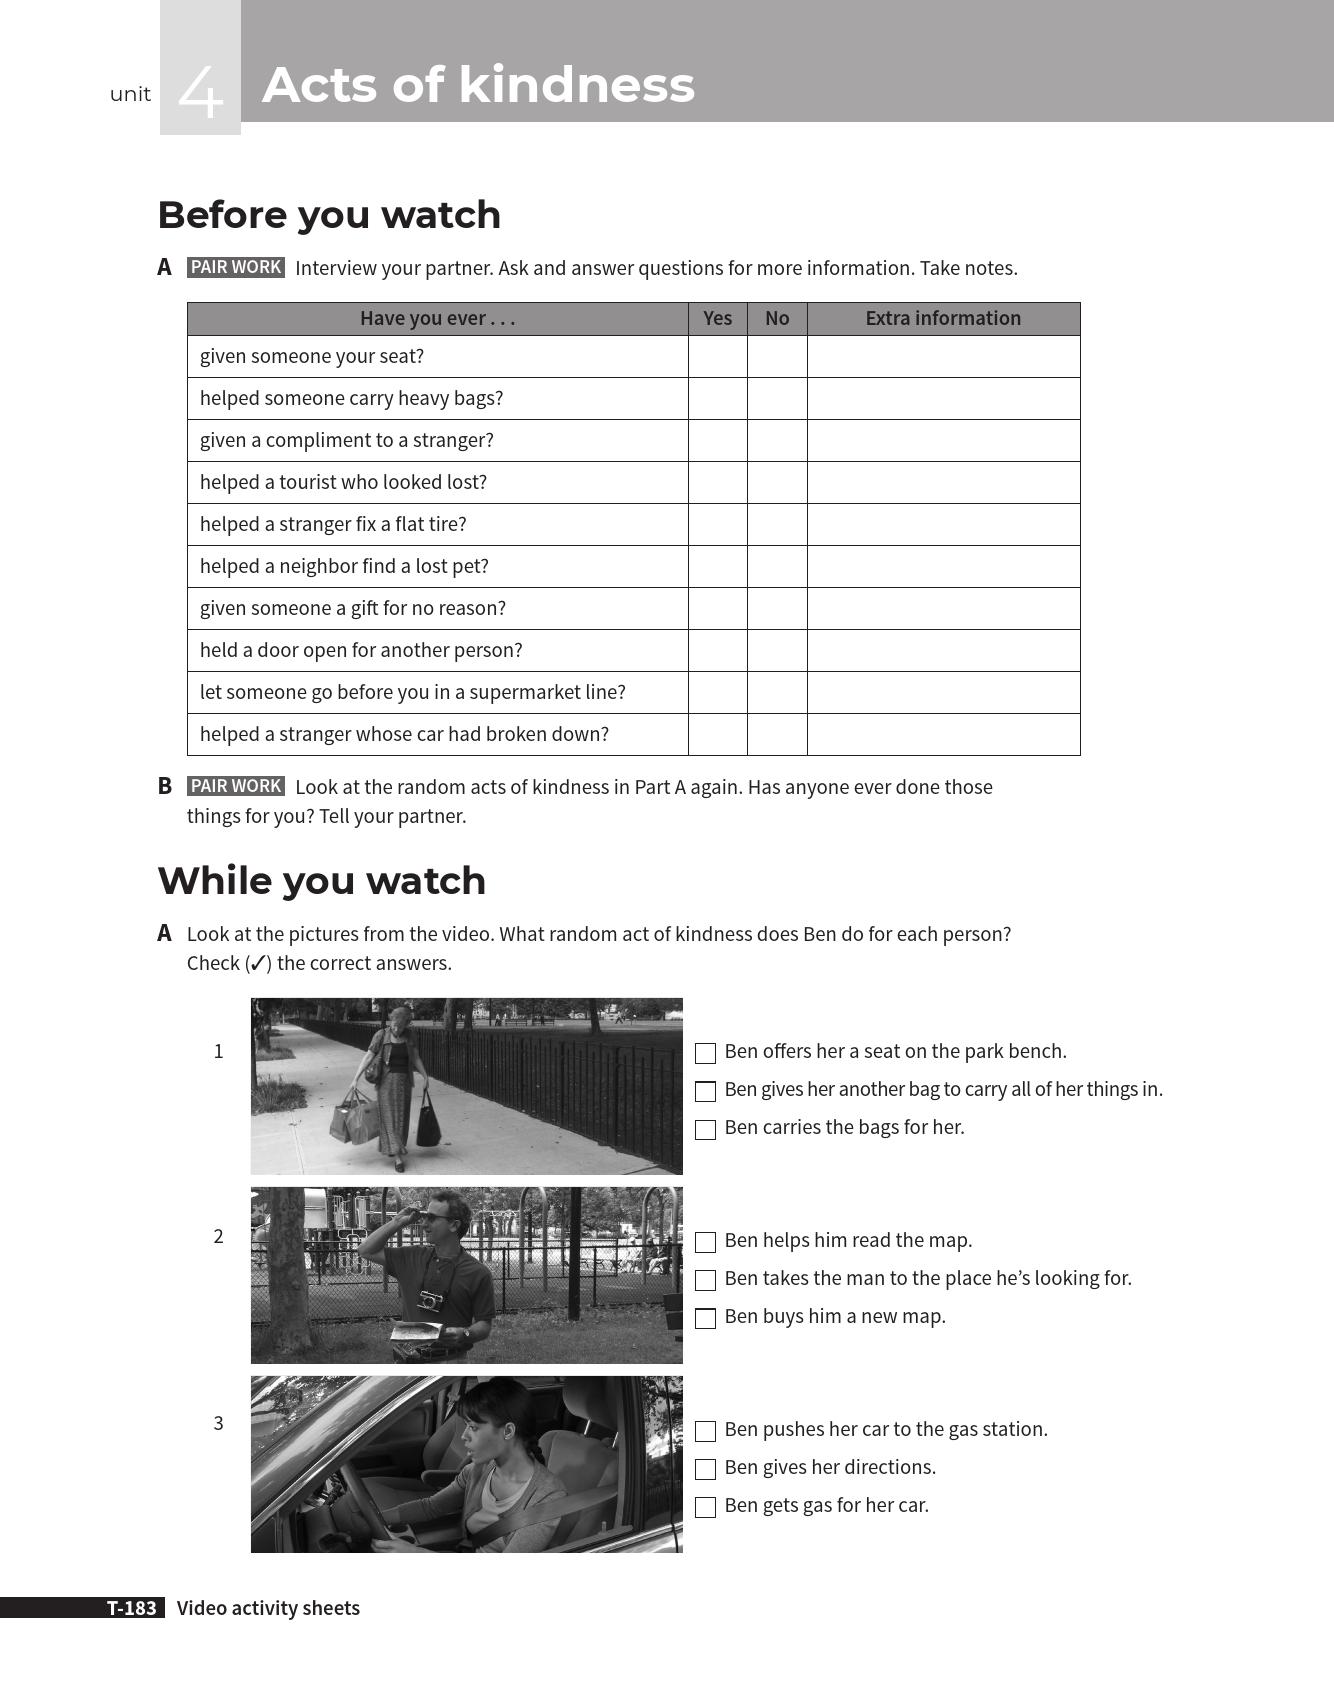 unit 4 Acts of kindness
Before you watch
A PAIR WORK Interview your partner. Ask and answer questions for more information. Take notes.
Have you ever . . . Yes No Extra information
given someone your seat?
helped someone carry heavy bags?
given a compliment to a stranger?
helped a tourist who looked lost?
helped a stranger fix a flat tire?
helped a neighbor find a lost pet?
given someone a gift for no reason?
held a door open for another person?
let someone go before you in a supermarket line?
helped a stranger whose car had broken down?
B PAIR WORK Look at the random acts of kindness in Part A again. Has anyone ever done those
things for you? Tell your partner.
While you watch
A Look at the pictures from the video. What random act of kindness does Ben do for each person?
Check (✓) the correct answers.
1 Ben offers her a seat on the park bench.
Ben gives her another bag to carry all of her things in.
Ben carries the bags for her.
2 Ben helps him read the map.
Ben takes the man to the place he’s looking for.
Ben buys him a new map.
3 Ben pushes her car to the gas station.
Ben gives her directions.
Ben gets gas for her car.
T-183 Video activity sheets